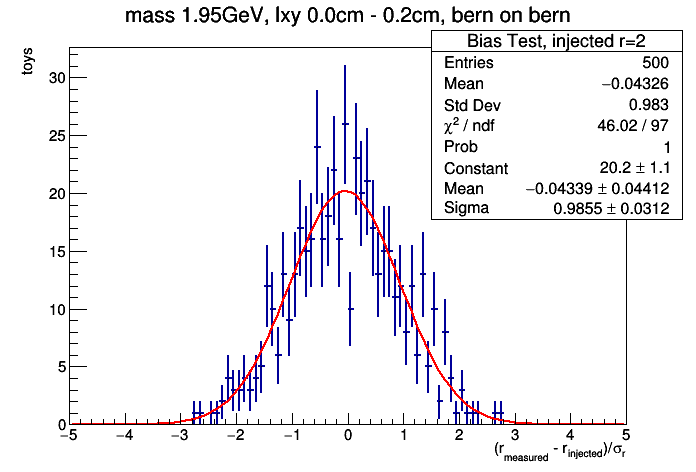 mass 1.95GeV, lxy 0.0cm - 0.2cm, bern on bern
Bias Test, injected r=2
Entries 500
Mean −0.04326
Std Dev 0.983
χ² / ndf 46.02 / 97
Prob 1
Constant 20.2 ± 1.1
Mean −0.04339 ± 0.04412
Sigma 0.9855 ± 0.0312
toys
30
25
20
15
10
5
0
−5 −4 −3 −2 −1 0 1 2 3 4 5
(r_measured - r_injected)/σ_r